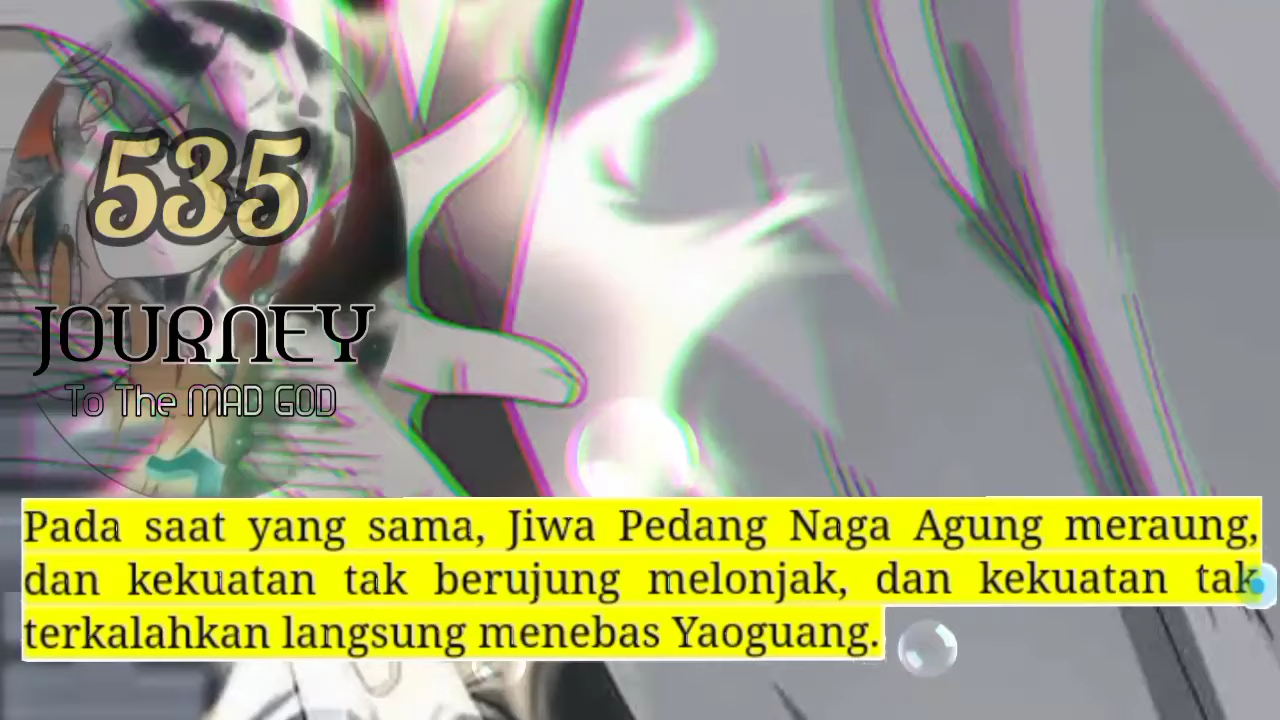 535
JOURNEY
To The MAD GOD
Pada saat yang sama, Jiwa Pedang Naga Agung meraung,
dan kekuatan tak berujung melonjak, dan kekuatan tak
terkalahkan langsung menebas Yaoguang.